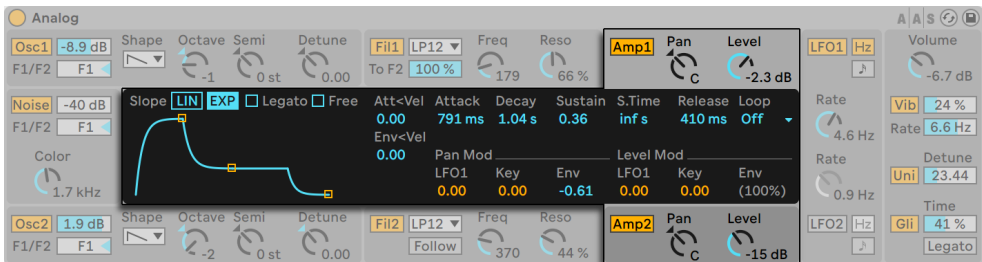 Analog AAS
Osc1 -8.9 dB Shape Octave Semi Detune Fil1 LP12 Freq Reso Amp1 Pan Level LFO1 Hz Volume
F1/F2 F1 -1 0 st 0.00 To F2 100 % 179 66 % C -2.3 dB -6.7 dB
Noise -40 dB Slope LIN EXP Legato Free Att<Vel Attack Decay Sustain S.Time Release Loop Rate Vib 24 %
F1/F2 F1 0.00 791 ms 1.04 s 0.36 inf s 410 ms Off 4.6 Hz Rate 6.6 Hz
Env<Vel
Color 0.00 Pan Mod Level Mod Rate Detune
1.7 kHz LFO1 Key Env LFO1 Key Env Uni 23.44
0.00 0.00 -0.61 0.00 0.00 (100%) 0.9 Hz
Osc2 1.9 dB Shape Octave Semi Detune Fil2 LP12 Freq Reso Amp2 Pan Level LFO2 Hz Time
Gli 41 %
F1/F2 F1 -2 0 st 0.00 Follow 370 44 % C -15 dB Legato